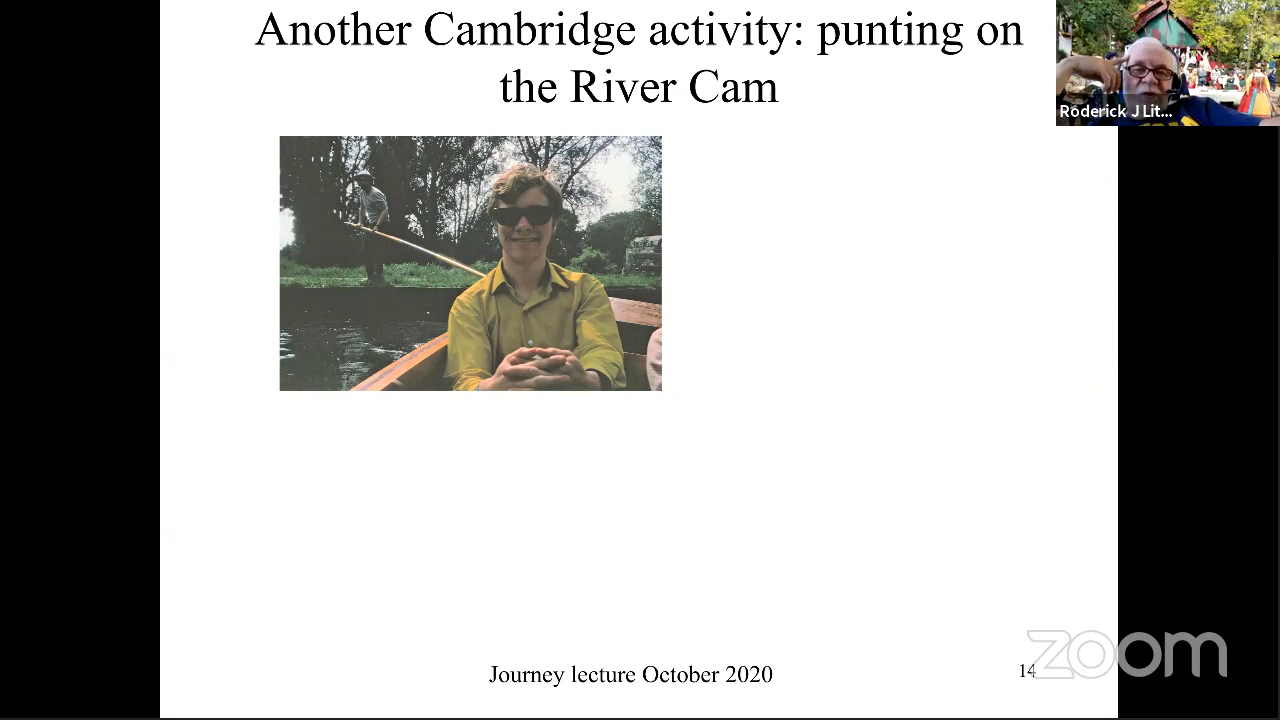 Another Cambridge activity: punting on
the River Cam
Roderick J Lit...
Journey lecture October 2020
14
zoom